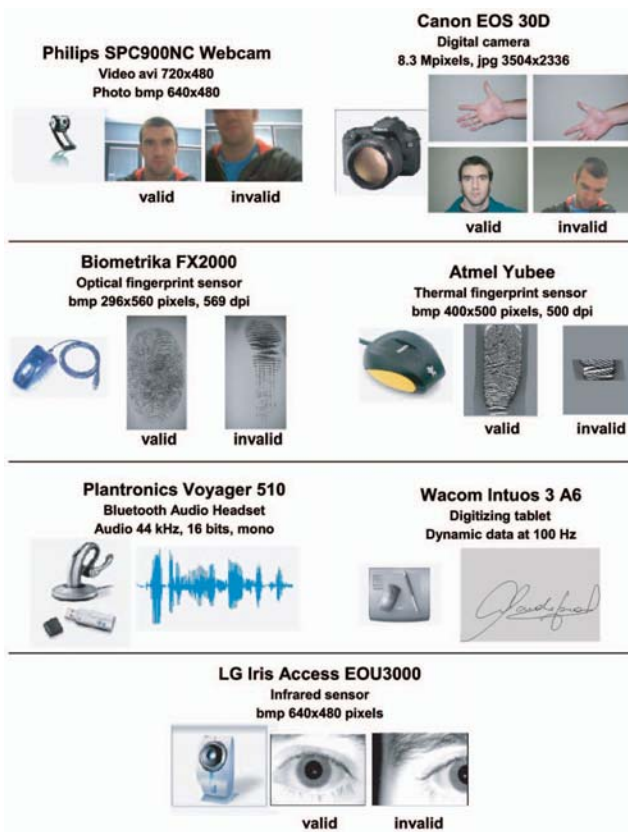 Philips SPC900NC Webcam
Video avi 720x480
Photo bmp 640x480
valid
invalid
Canon EOS 30D
Digital camera
8.3 Mpixels, jpg 3504x2336
valid
invalid
Biometrika FX2000
Optical fingerprint sensor
bmp 296x560 pixels, 569 dpi
valid
invalid
Atmel Yubee
Thermal fingerprint sensor
bmp 400x500 pixels, 500 dpi
valid
invalid
Plantronics Voyager 510
Bluetooth Audio Headset
Audio 44 kHz, 16 bits, mono
Wacom Intuos 3 A6
Digitizing tablet
Dynamic data at 100 Hz
LG Iris Access EOU3000
Infrared sensor
bmp 640x480 pixels
valid
invalid